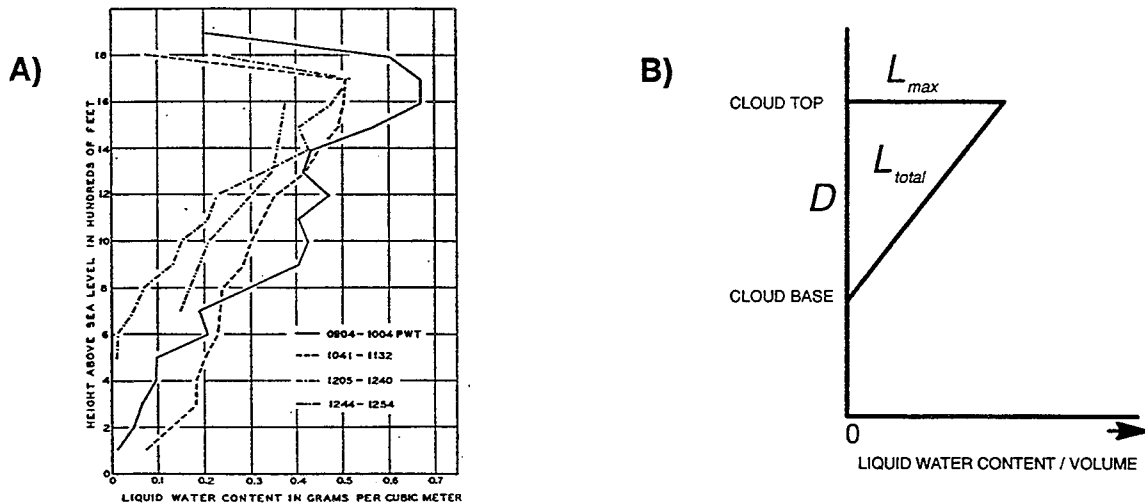 A)
HEIGHT ABOVE SEA LEVEL IN HUNDREDS OF FEET
18
16
14
12
10
8
6
4
2
0
0904-1004 PWT
1041-1132
1205-1240
1244-1254
0
0.1
0.2
0.3
0.4
0.5
0.6
0.7
LIQUID WATER CONTENT IN GRAMS PER CUBIC METER
B)
CLOUD TOP
L max
L total
D
CLOUD BASE
0
LIQUID WATER CONTENT / VOLUME